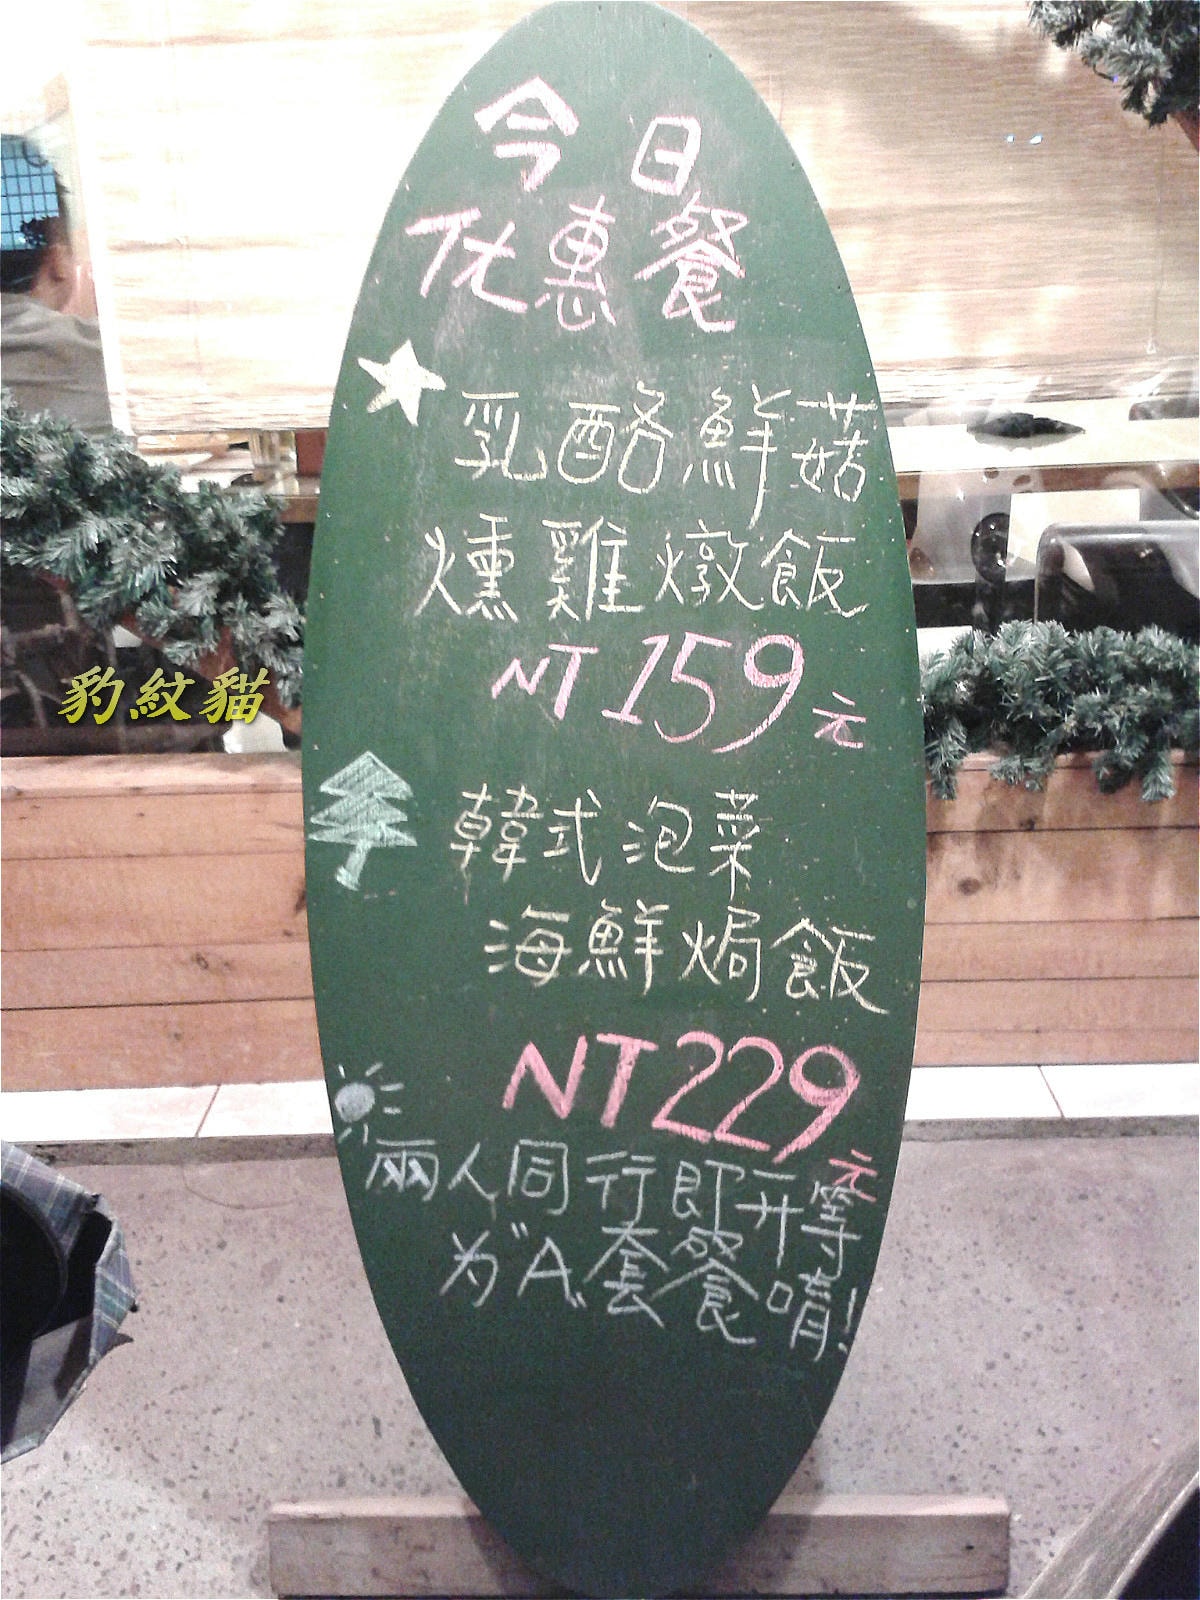 今日
优惠餐
乳酪鮮菇
燻雞燉飯
NT159元
豹紋貓
韓式泡菜
海鮮焗飯
NT229元
兩人同行即升等
为"A"套餐唷!